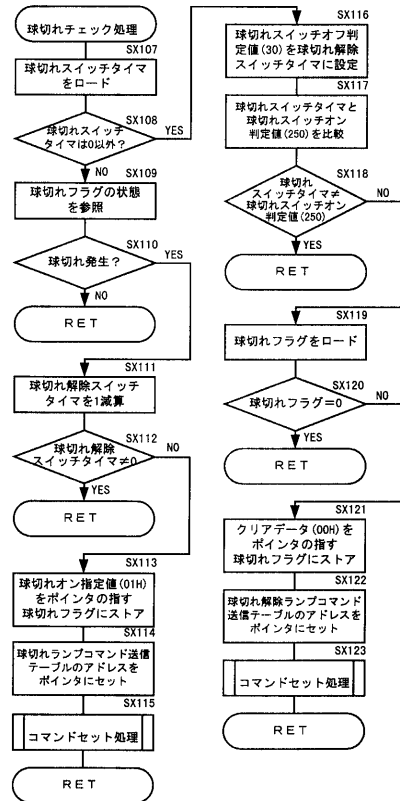 球切れチェック処理
SX107
球切れスイッチタイマ
をロード
SX108
球切れスイッチ
タイマは0以外?
YES
NO
SX109
球切れフラグの状態
を参照
SX110
球切れ発生?
YES
NO
RET
SX111
球切れ解除スイッチ
タイマを1減算
SX112
球切れ解除
スイッチタイマ≠0
NO
YES
RET
SX113
球切れオン指定値(01H)
をポインタの指す
球切れフラグにストア
SX114
球切れランプコマンド送信
テーブルのアドレスを
ポインタにセット
SX115
コマンドセット処理
RET
SX116
球切れスイッチオフ判
定値(30)を球切れ解除
スイッチタイマに設定
SX117
球切れスイッチタイマと
球切れスイッチオン
判定値(250)を比較
SX118
球切れ
スイッチタイマ≠
球切れスイッチオン
判定値(250)
NO
YES
RET
SX119
球切れフラグをロード
SX120
球切れフラグ=0
NO
YES
RET
SX121
クリアデータ(00H)を
ポインタの指す
球切れフラグにストア
SX122
球切れ解除ランプコマンド
送信テーブルのアドレスを
ポインタにセット
SX123
コマンドセット処理
RET